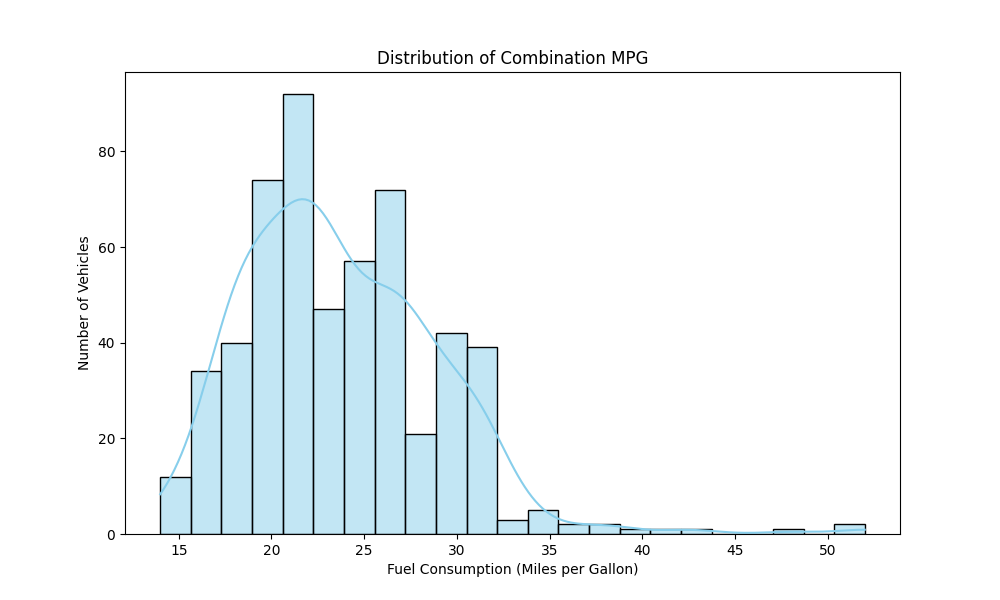 Distribution of Combination MPG
80
60
40
20
0
Number of Vehicles
15 20 25 30 35 40 45 50
Fuel Consumption (Miles per Gallon)